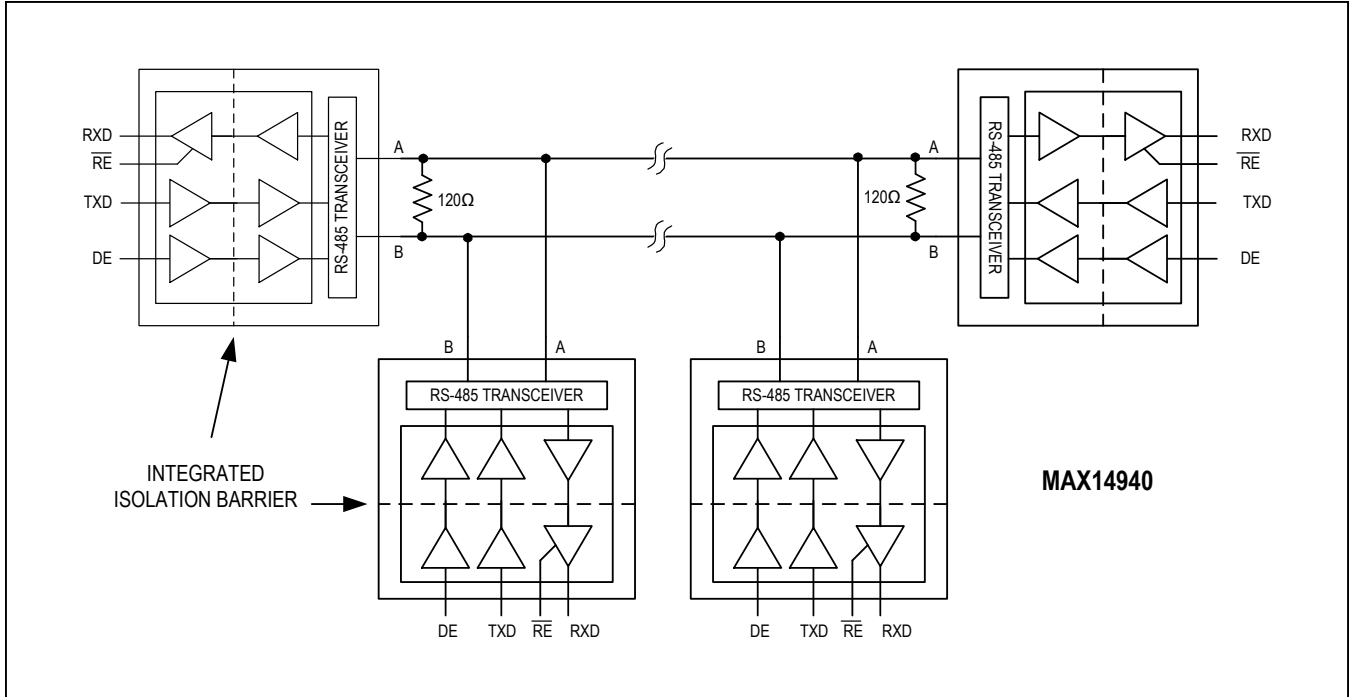 RXD
RE
TXD
DE
RS-485 TRANSCEIVER
A
B
120Ω
120Ω
A
B
RS-485 TRANSCEIVER
RXD
RE
TXD
DE
B A
RS-485 TRANSCEIVER
B A
RS-485 TRANSCEIVER
INTEGRATED
ISOLATION BARRIER
MAX14940
DE TXD RE RXD
DE TXD RE RXD